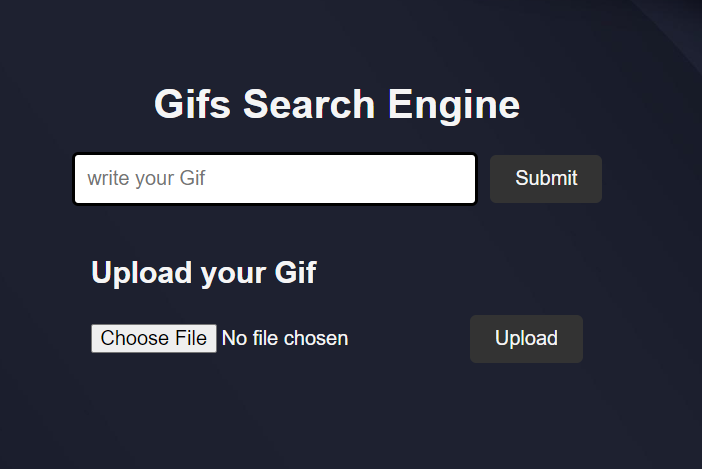 Gifs Search Engine
write your Gif Submit
Upload your Gif
Choose File No file chosen Upload